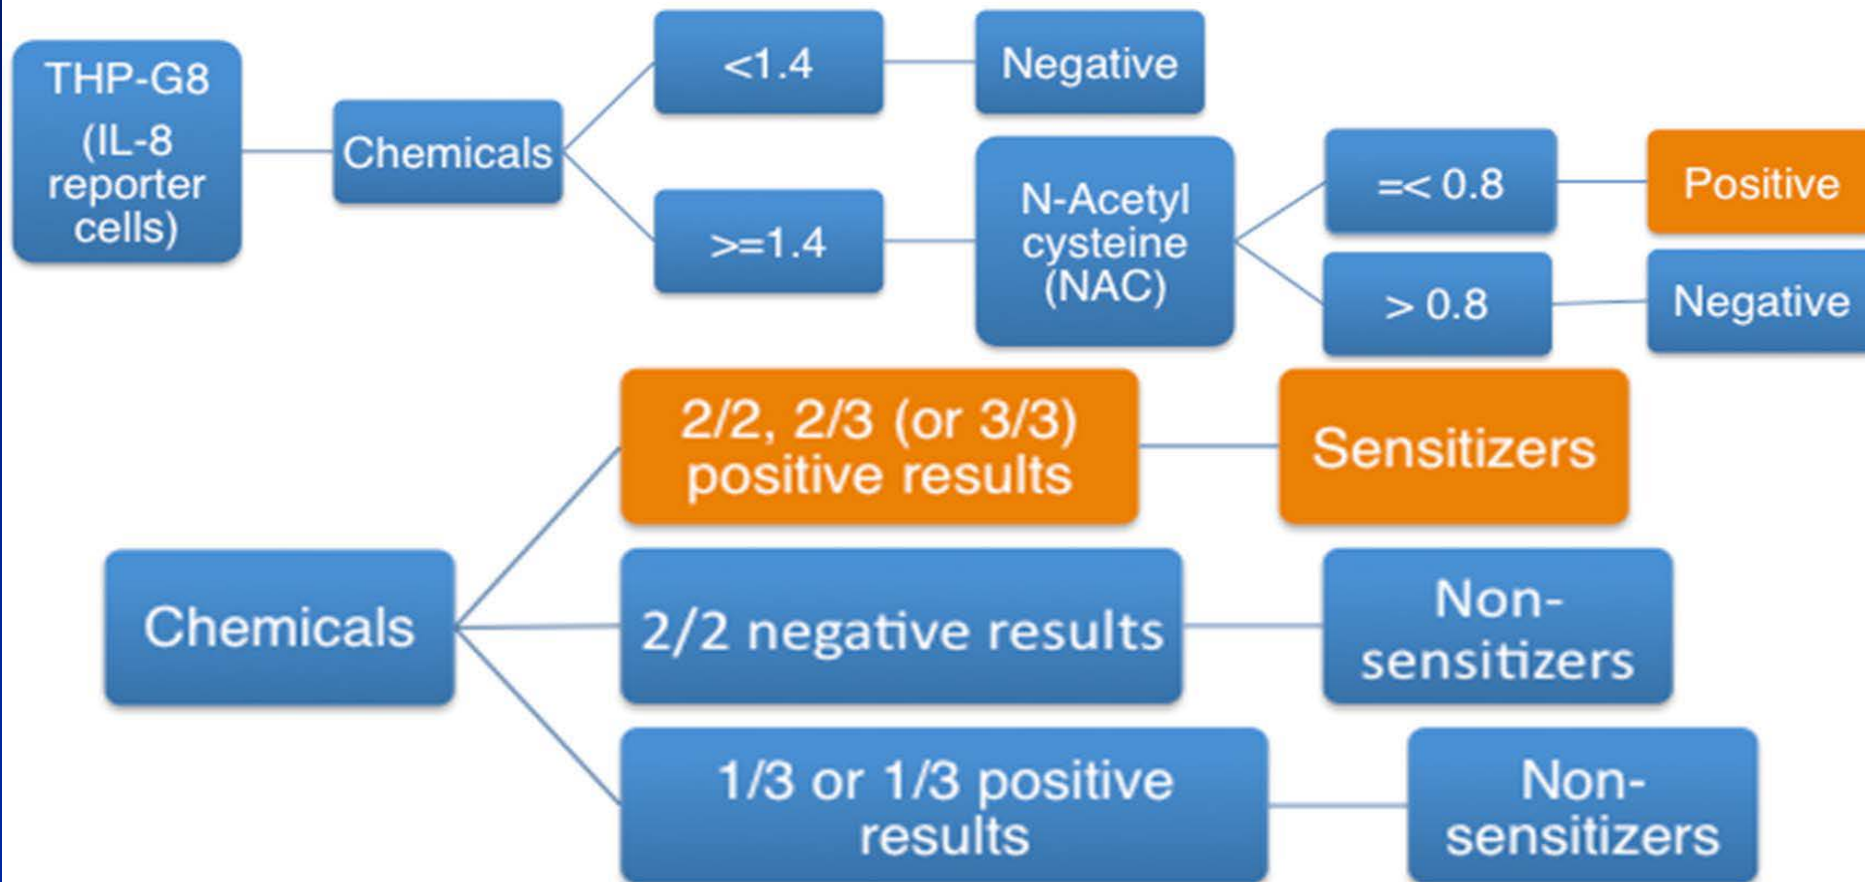 THP-G8
(IL-8
reporter
cells)
Chemicals
<1.4
Negative
>=1.4
N-Acetyl
cysteine
(NAC)
=< 0.8
Positive
> 0.8
Negative
Chemicals
2/2, 2/3 (or 3/3)
positive results
Sensitizers
2/2 negative results
Non-
sensitizers
1/3 or 1/3 positive
results
Non-
sensitizers